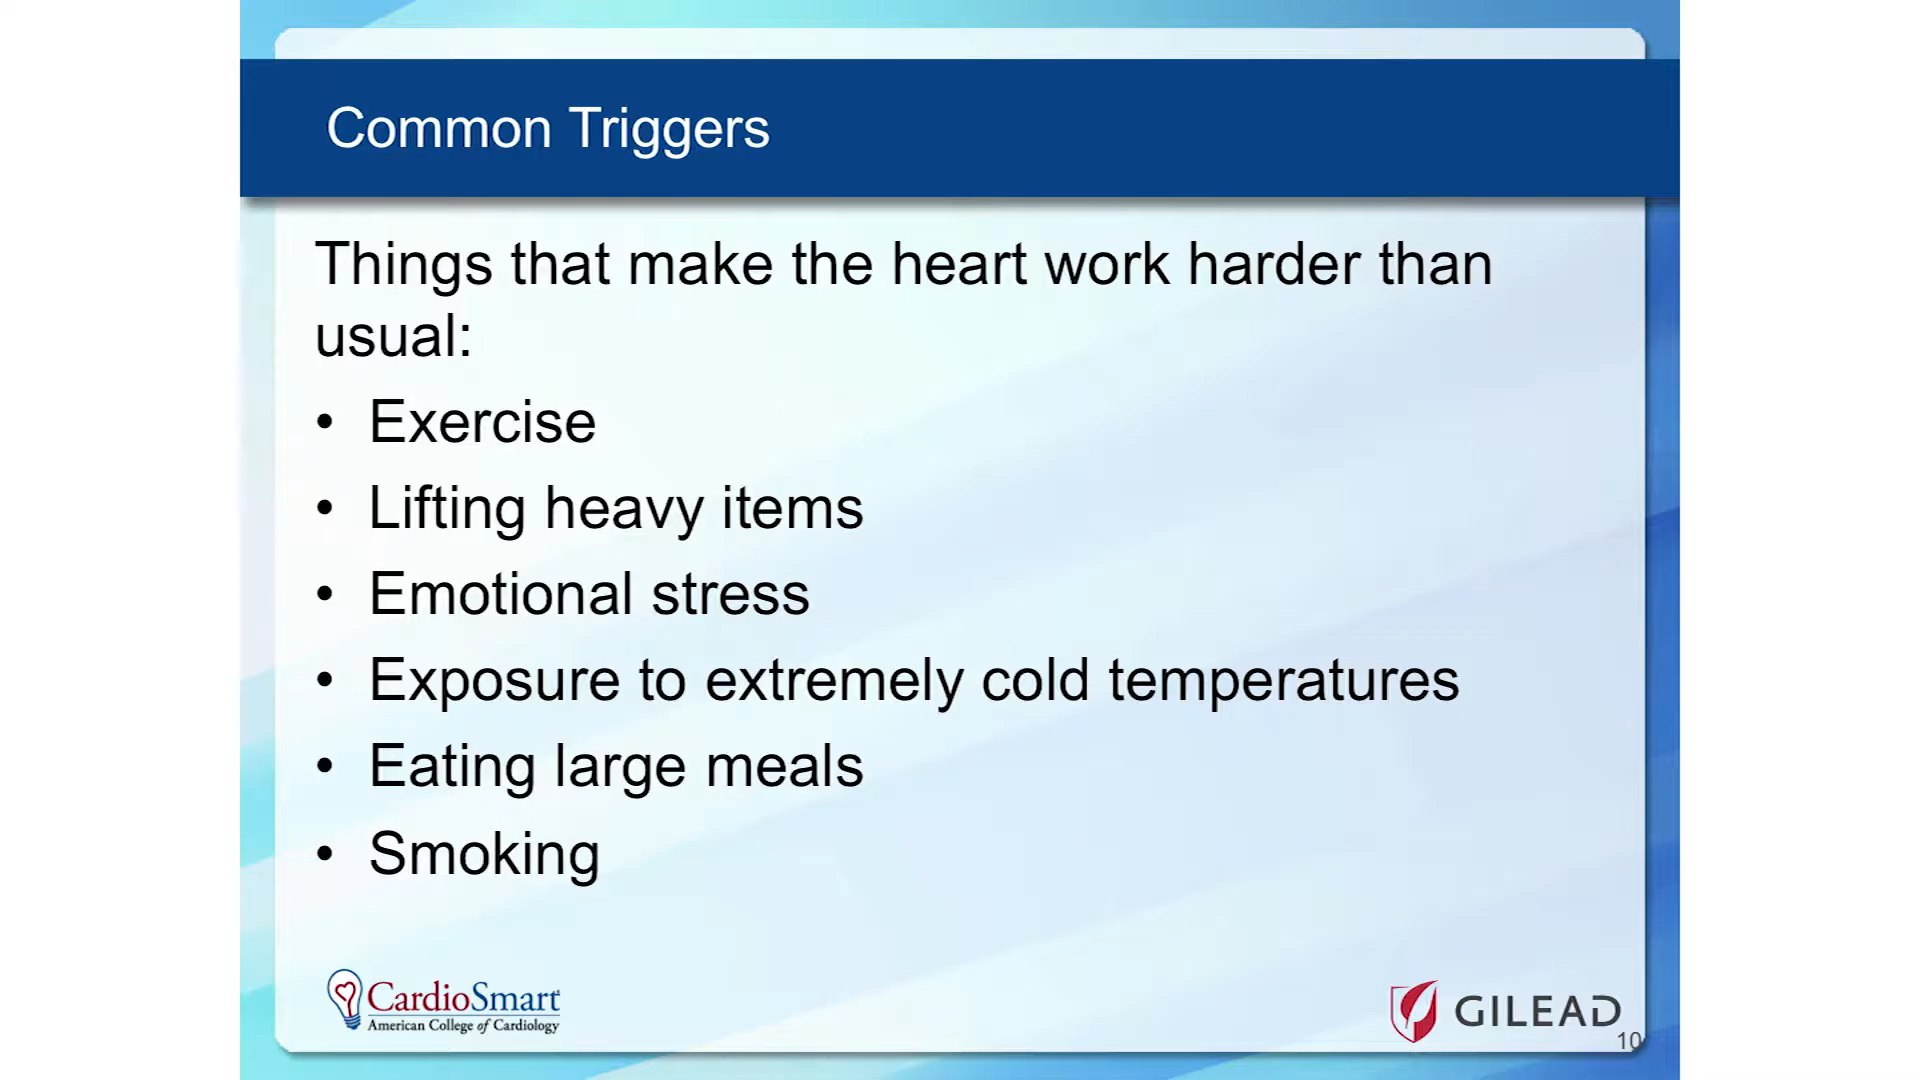 Common Triggers
Things that make the heart work harder than
usual:
• Exercise
• Lifting heavy items
• Emotional stress
• Exposure to extremely cold temperatures
• Eating large meals
• Smoking
CardioSmart
American College of Cardiology
GILEAD
10